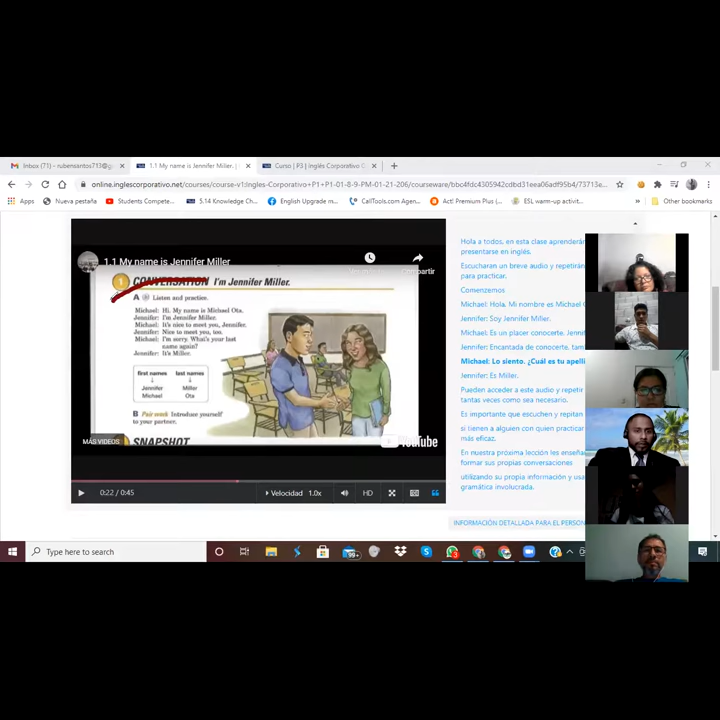 Inbox (71) - rubensantos713@g
1.1 My name is Jennifer Miller. |
Curso | P3 | Inglés Corporativo
online.inglescorporativo.net/courses/course-v1:Ingles-Corporativo+P1+P1-01-8-9-PM-01-21-206/courseware/bbc4fdc4305942cdbd31eea06adf95b4/73713e...
Apps
Nueva pestaña
Students Compete...
5.14 Knowledge Ch...
English Upgrade m...
CallTools.com Agen...
Act! Premium Plus (...
ESL warm-up activit...
»
Other bookmarks
1.1 My name is Jennifer Miller
Compartir
1 CONVERSATION I'm Jennifer Miller.
A Listen and practice.
Michael: Hi. My name is Michael Ota.
Jennifer: I'm Jennifer Miller.
Michael: It's nice to meet you, Jennifer.
Jennifer: Nice to meet you, too.
Michael: I'm sorry. What's your last
name again?
Jennifer: It's Miller.
first names last names
Jennifer Miller
Michael Ota
B Pair work Introduce yourself
to your partner.
SNAPSHOT
MÁS VIDEOS
YouTube
0:22 / 0:45
Velocidad 1.0x
HD
Hola a todos, en esta clase aprenderán
presentarse en inglés.
Escucharan un breve audio y repetirán
para practicar.
Comenzemos
Michael: Hola. Mi nombre es Michael O
Jennifer: Soy Jennifer Miller.
Michael: Es un placer conocerte, Jenni
Jennifer: Encantada de conocerte, tam
Michael: Lo siento. ¿Cuál es tu apelli
Jennifer: Es Miller.
Pueden acceder a este audio y repetir
tantas veces como sea necesario.
Es importante que escuchen y repitan
si tienen a alguien con quien practicar
más eficaz.
En nuestra próxima lección les enseña
formar sus propias conversaciones
utilizando su propia información y usa
gramática involucrada.
INFORMACIÓN DETALLADA PARA EL PERSON
Type here to search
99+